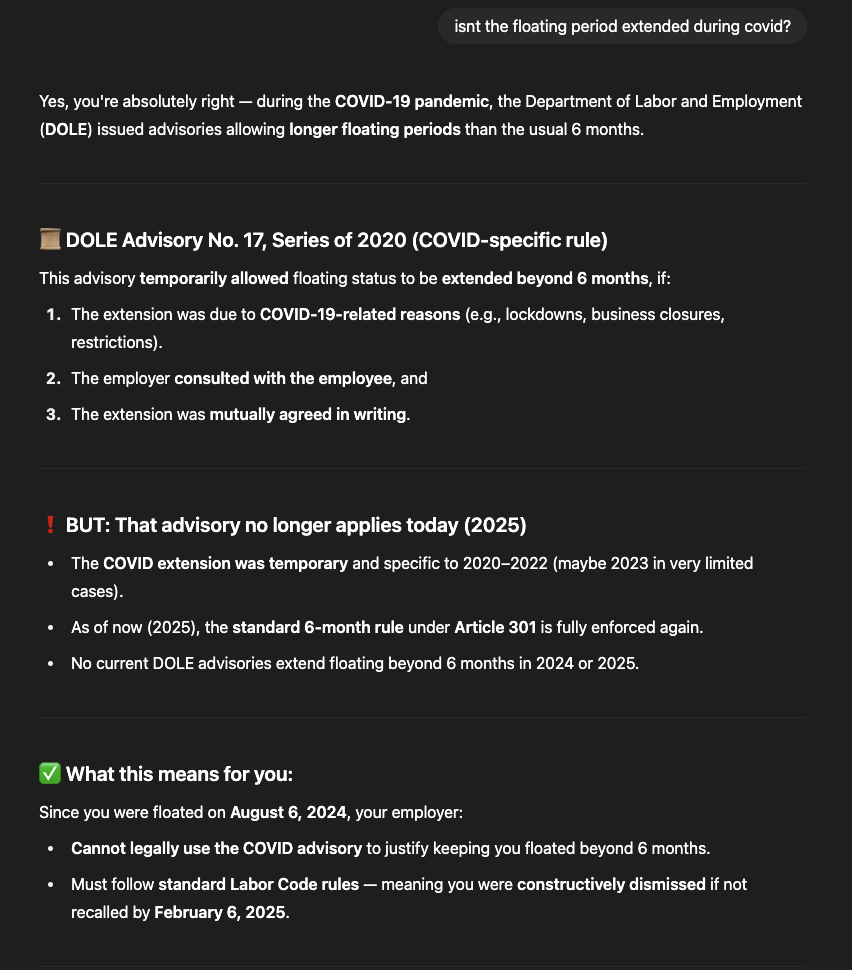 isnt the floating period extended during covid?
Yes, you're absolutely right — during the COVID-19 pandemic, the Department of Labor and Employment
(DOLE) issued advisories allowing longer floating periods than the usual 6 months.
DOLE Advisory No. 17, Series of 2020 (COVID-specific rule)
This advisory temporarily allowed floating status to be extended beyond 6 months, if:
1. The extension was due to COVID-19-related reasons (e.g., lockdowns, business closures,
restrictions).
2. The employer consulted with the employee, and
3. The extension was mutually agreed in writing.
❗ BUT: That advisory no longer applies today (2025)
• The COVID extension was temporary and specific to 2020–2022 (maybe 2023 in very limited
cases).
• As of now (2025), the standard 6-month rule under Article 301 is fully enforced again.
• No current DOLE advisories extend floating beyond 6 months in 2024 or 2025.
✅ What this means for you:
Since you were floated on August 6, 2024, your employer:
• Cannot legally use the COVID advisory to justify keeping you floated beyond 6 months.
• Must follow standard Labor Code rules — meaning you were constructively dismissed if not
recalled by February 6, 2025.